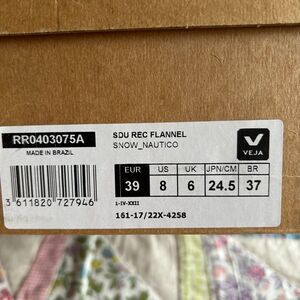 RR0403075A
MADE IN BRAZIL
SDU REC FLANNEL
SNOW_NAUTICO
VEJA
EUR US UK JPN/CM BR
39 8 6 24.5 37
1-IV-XXII
3 611820 727946
161-17/22X-4258